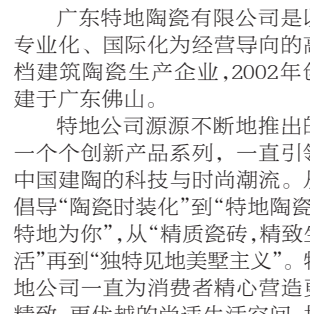 广东特地陶瓷有限公司是以
专业化、国际化为经营导向的高
档建筑陶瓷生产企业,2002年创
建于广东佛山。
特地公司源源不断地推出的
一个个创新产品系列，一直引领
中国建陶的科技与时尚潮流。从
倡导“陶瓷时装化”到“特地陶瓷
特地为你”,从“精质瓷砖,精致生
活”再到“独特见地美墅主义”。特
地公司一直为消费者精心营造更